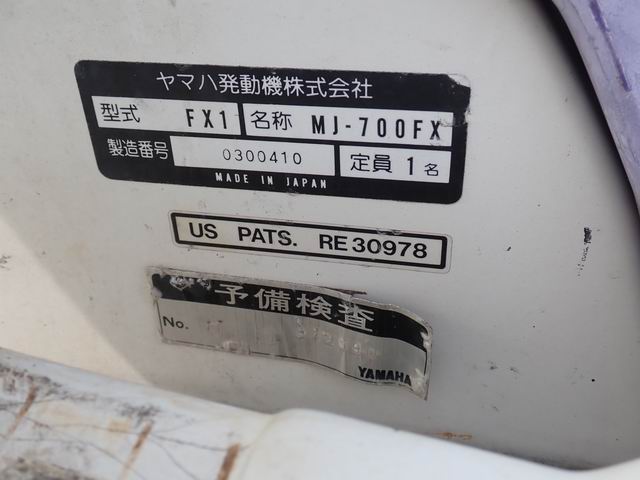 ヤマハ発動機株式会社
型式 FX1 名称 MJ-700FX
製造番号 0300410 定員 1名
MADE IN JAPAN
US PATS. RE30978
予備検査
No.
YAMAHA